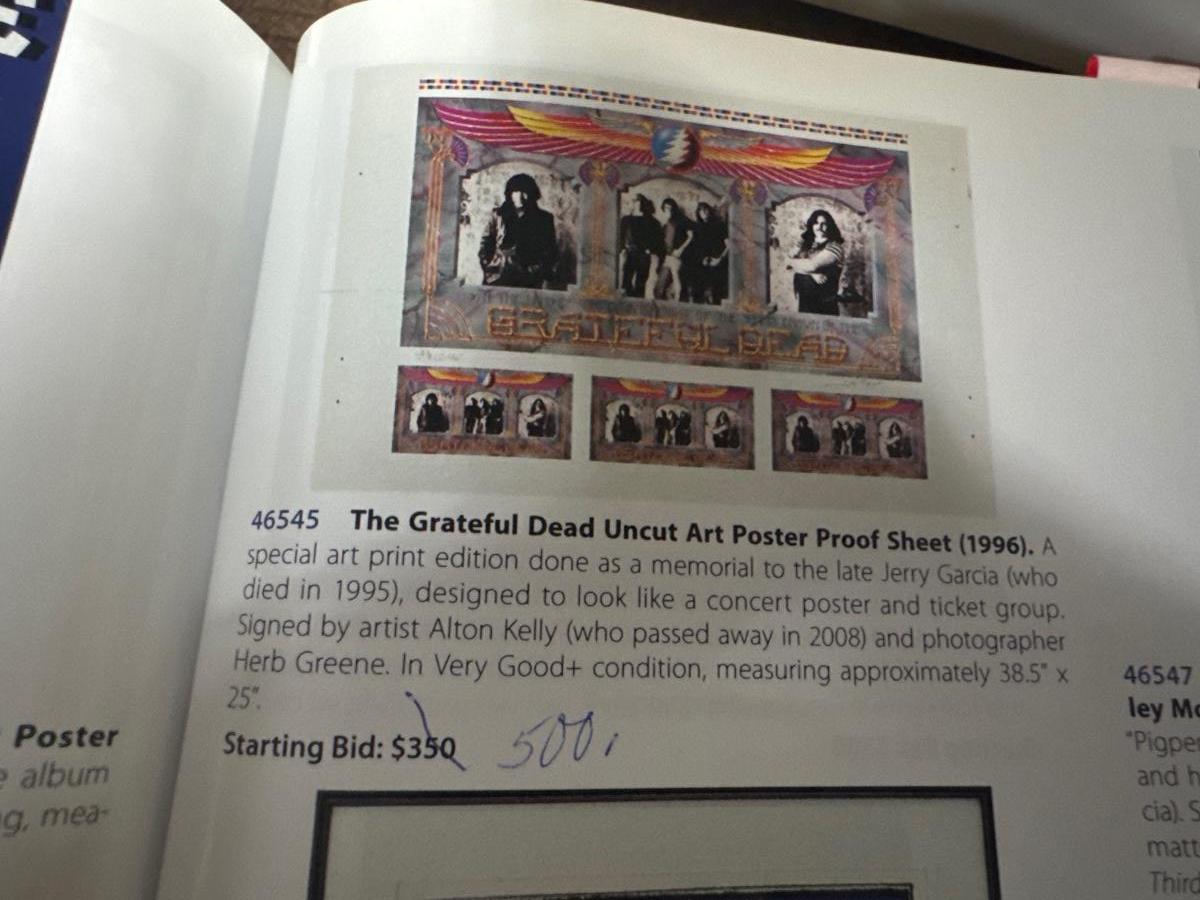 GRATEFUL DEAD
46545 The Grateful Dead Uncut Art Poster Proof Sheet (1996). A
special art print edition done as a memorial to the late Jerry Garcia (who
died in 1995), designed to look like a concert poster and ticket group.
Signed by artist Alton Kelly (who passed away in 2008) and photographer
Herb Greene. In Very Good+ condition, measuring approximately 38.5" x
25".
Starting Bid: $350 500.
Poster
album
mea-
46547
ley
"Pigpe
and h
cia). S
matt
Third